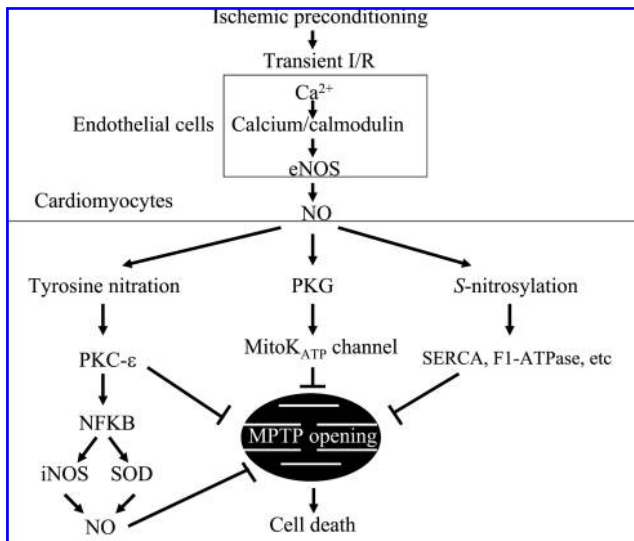 Ischemic preconditioning
Transient I/R
Ca2+
Endothelial cells
Calcium/calmodulin
eNOS
Cardiomyocytes
NO
Tyrosine nitration
PKG
S-nitrosylation
PKC-ε
MitoKATP channel
SERCA, F1-ATPase, etc
NFKB
MPTP opening
iNOS
SOD
NO
Cell death